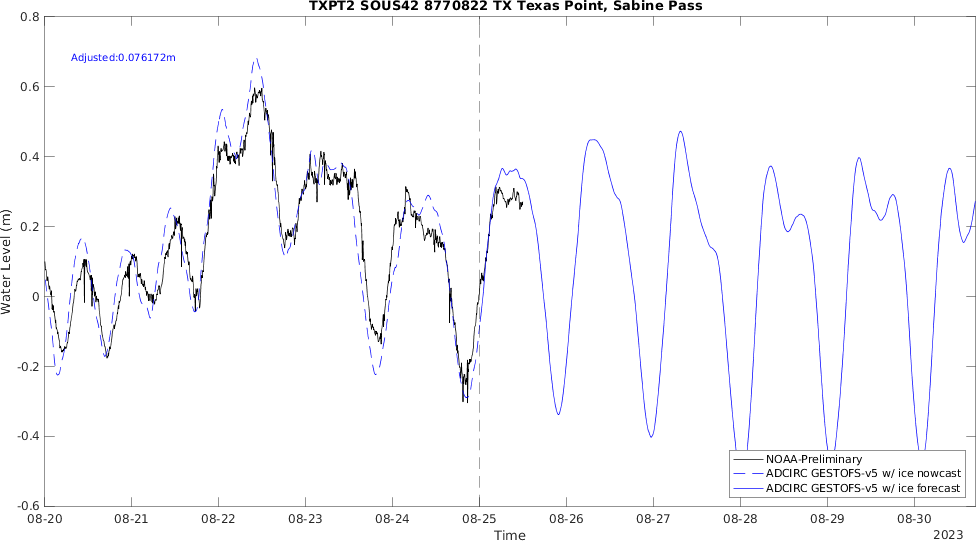 TXPT2 SOUS42 8770822 TX Texas Point, Sabine Pass
Adjusted:0.076172m
Water Level (m)
0.8
0.6
0.4
0.2
0
-0.2
-0.4
-0.6
NOAA-Preliminary
ADCIRC GESTOFS-v5 w/ ice nowcast
ADCIRC GESTOFS-v5 w/ ice forecast
08-20 08-21 08-22 08-23 08-24 08-25 08-26 08-27 08-28 08-29 08-30
Time
2023